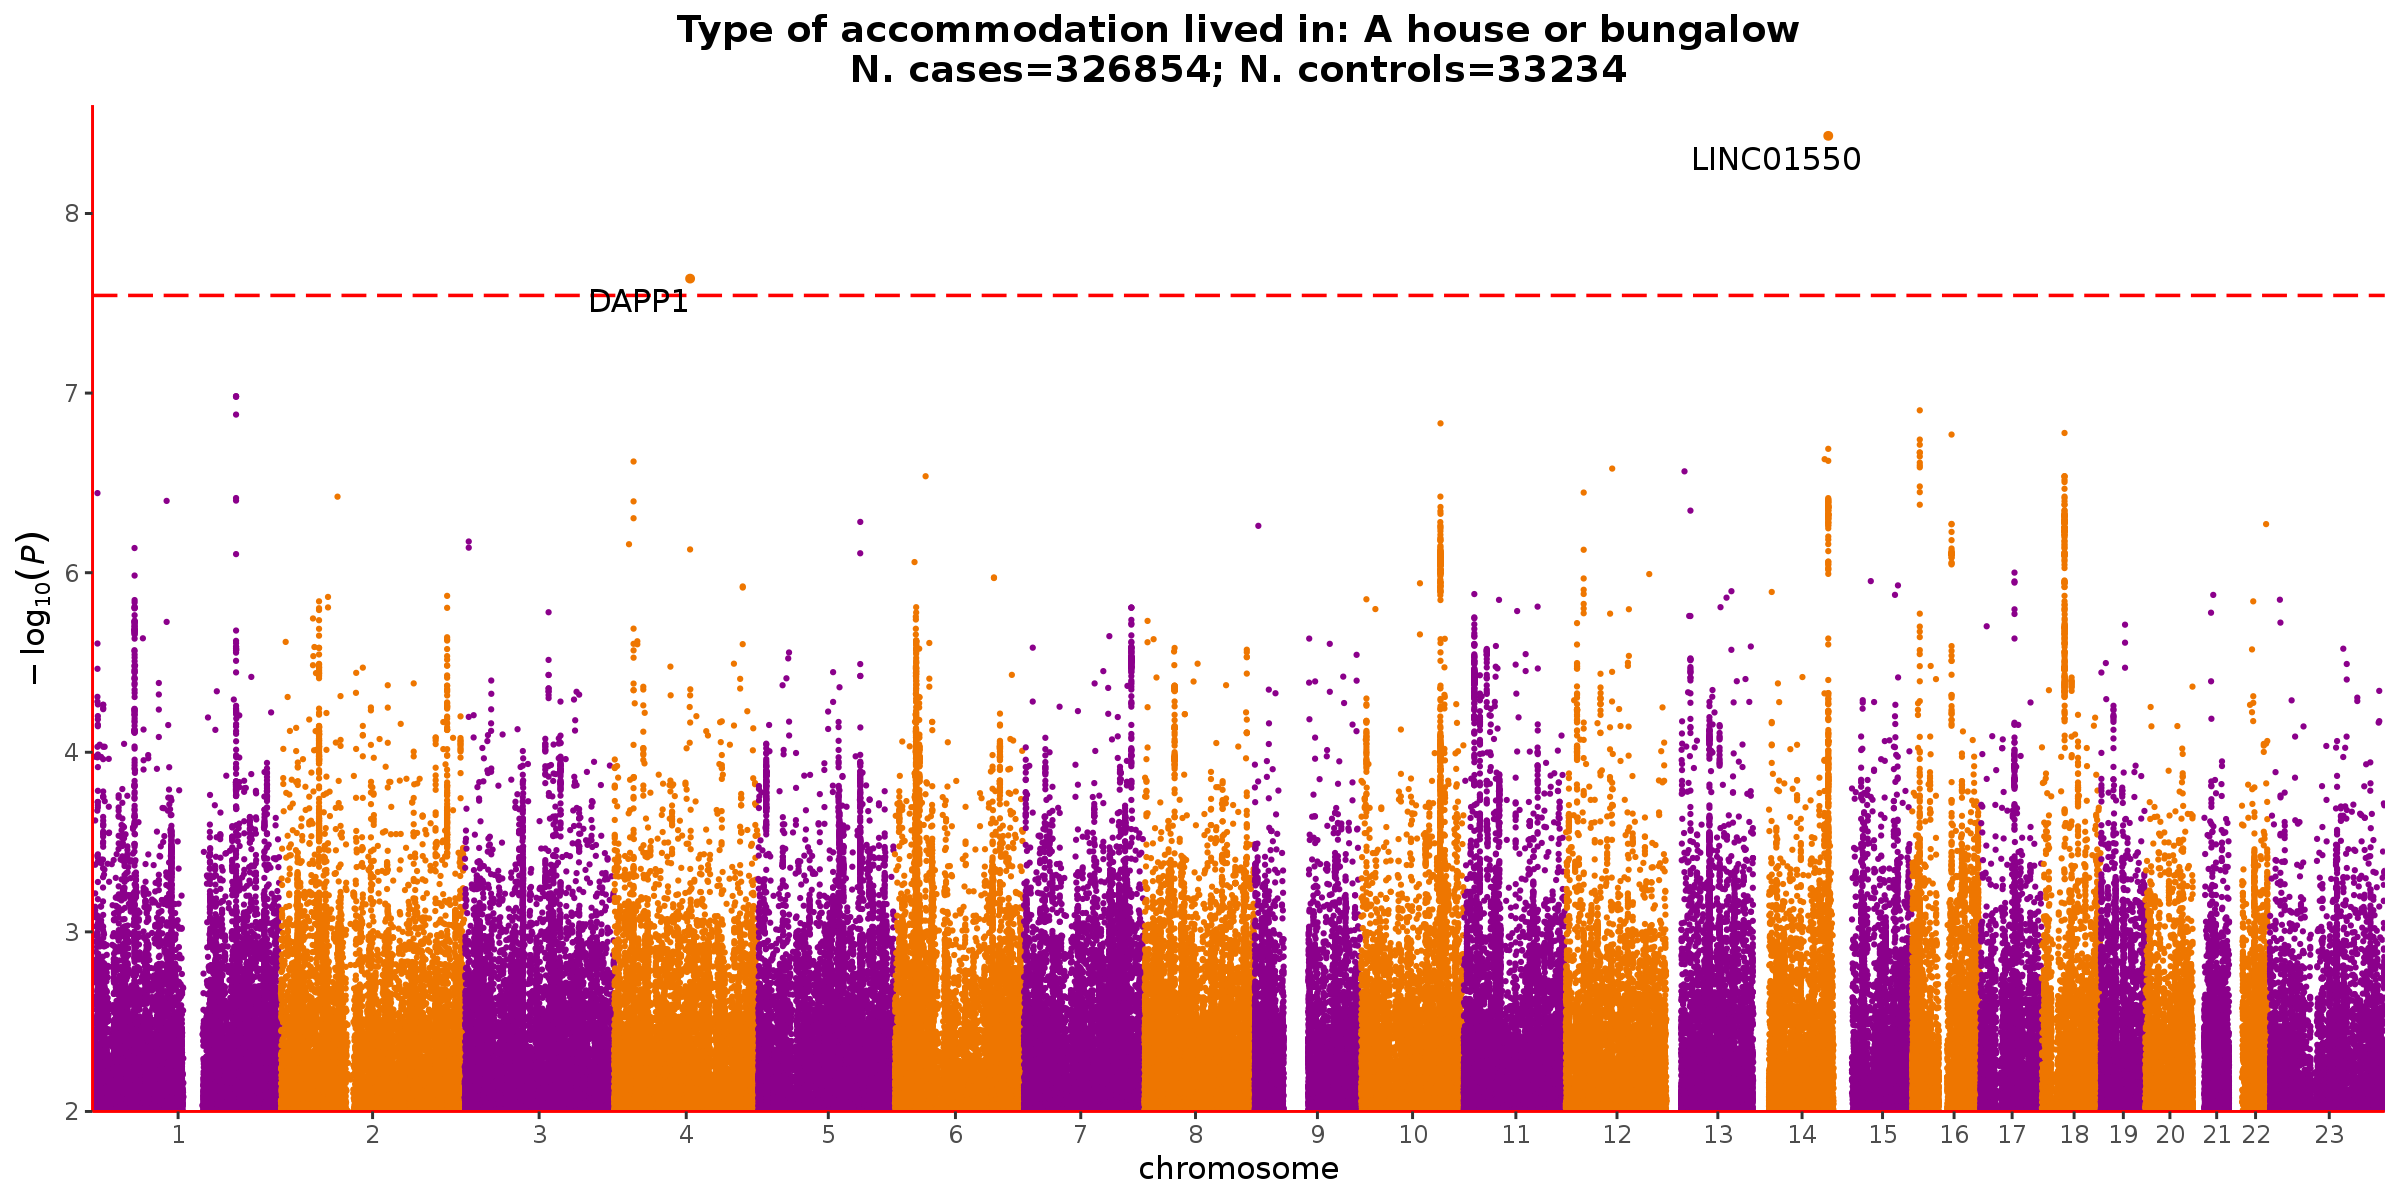 Type of accommodation lived in: A house or bungalow
N. cases=326854; N. controls=33234
LINC01550
DAPP1
8
7
6
5
4
3
2
−log10(P)
1 2 3 4 5 6 7 8 9 10 11 12 13 14 15 16 17 18 19 20 21 22 23
chromosome